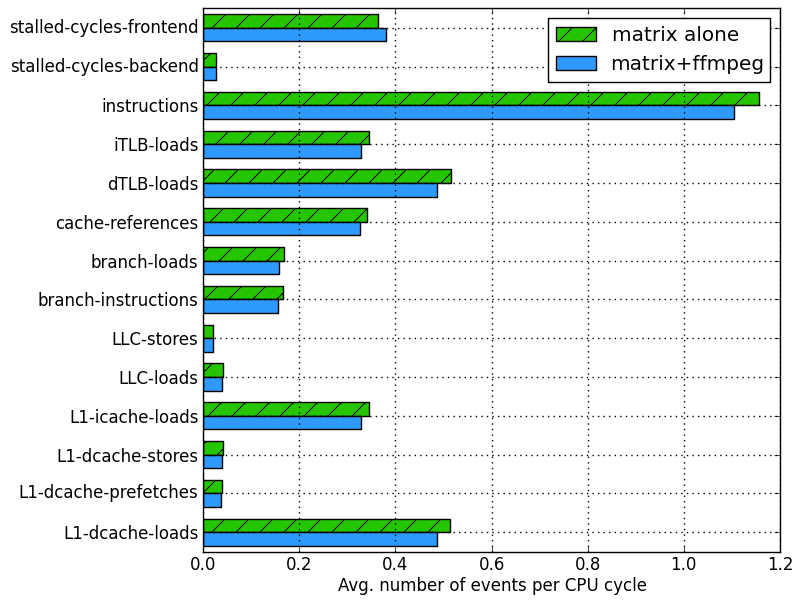 stalled-cycles-frontend
stalled-cycles-backend
instructions
iTLB-loads
dTLB-loads
cache-references
branch-loads
branch-instructions
LLC-stores
LLC-loads
L1-icache-loads
L1-dcache-stores
L1-dcache-prefetches
L1-dcache-loads
matrix alone
matrix+ffmpeg
0.0 0.2 0.4 0.6 0.8 1.0 1.2
Avg. number of events per CPU cycle